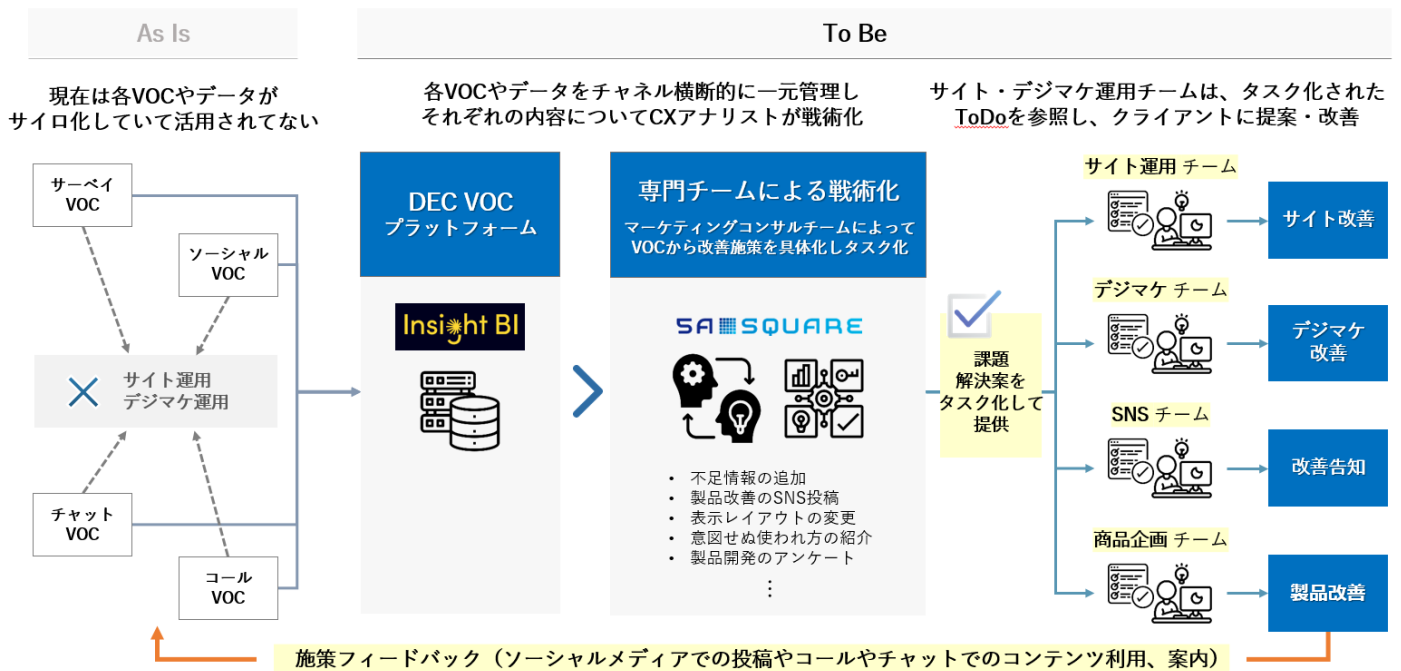 As Is
To Be
現在は各VOCやデータが
サイロ化していて活用されてない
各VOCやデータをチャネル横断的に一元管理し
それぞれの内容についてCXアナリストが戦術化
サイト・デジマケ運用チームは、タスク化された
ToDoを参照し、クライアントに提案・改善
サーベイ
VOC
ソーシャル
VOC
サイト運用
デジマケ運用
チャット
VOC
コール
VOC
DEC VOC
プラットフォーム
Insight BI
専門チームによる戦術化
マーケティングコンサルチームによって
VOCから改善施策を具体化しタスク化
SAMSQUARE
• 不足情報の追加
• 製品改善のSNS投稿
• 表示レイアウトの変更
• 意図せぬ使われ方の紹介
• 製品開発のアンケート
⋮
課題
解決案を
タスク化して
提供
サイト運用 チーム
サイト改善
デジマケ チーム
デジマケ
改善
SNS チーム
改善告知
商品企画 チーム
製品改善
施策フィードバック（ソーシャルメディアでの投稿やコールやチャットでのコンテンツ利用、案内）